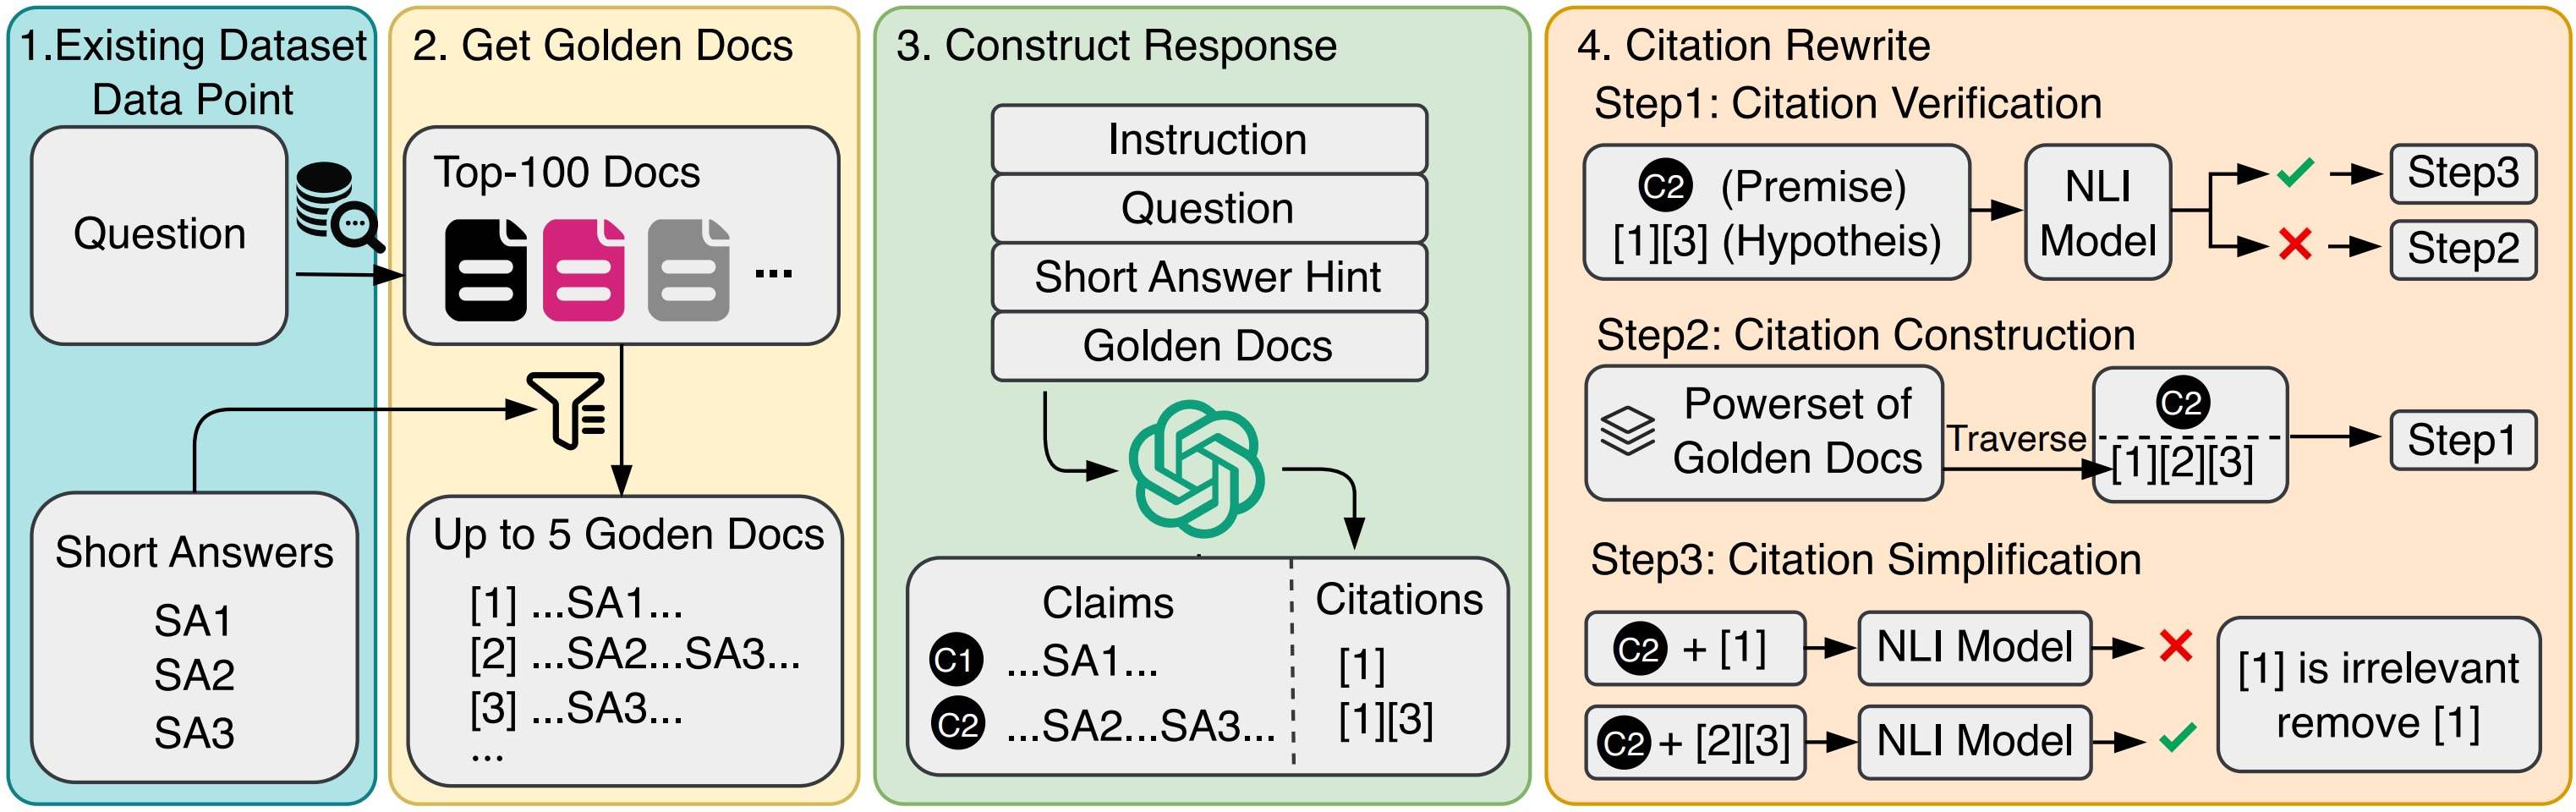 1.Existing Dataset
Data Point
Question
Short Answers
SA1
SA2
SA3
2. Get Golden Docs
Top-100 Docs
...
Up to 5 Goden Docs
[1] ...SA1...
[2] ...SA2...SA3...
[3] ...SA3...
...
3. Construct Response
Instruction
Question
Short Answer Hint
Golden Docs
Claims
Citations
C1 ...SA1... [1]
C2 ...SA2...SA3... [1][3]
4. Citation Rewrite
Step1: Citation Verification
C2 (Premise)
[1][3] (Hypotheis)
NLI
Model
Step3
Step2
Step2: Citation Construction
Powerset of
Golden Docs
Traverse
C2
[1][2][3]
Step1
Step3: Citation Simplification
C2 + [1]
NLI Model
C2 + [2][3]
NLI Model
[1] is irrelevant
remove [1]